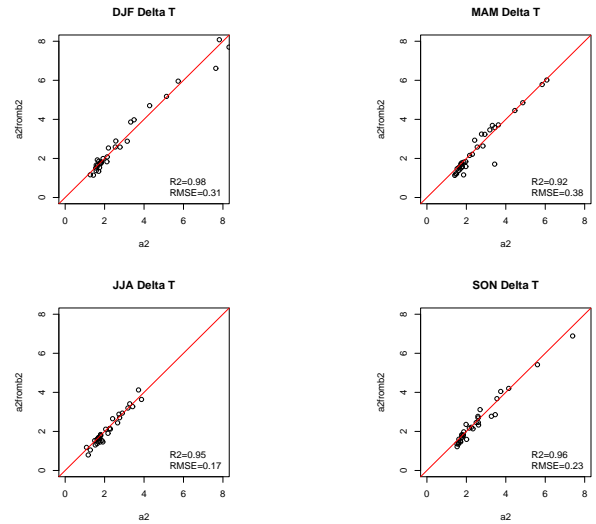 DJF Delta T
a2fromb2
8
6
4
2
0
R2=0.98
RMSE=0.31
0 2 4 6 8
a2
MAM Delta T
a2fromb2
8
6
4
2
0
R2=0.92
RMSE=0.38
0 2 4 6 8
a2
JJA Delta T
a2fromb2
8
6
4
2
0
R2=0.95
RMSE=0.17
0 2 4 6 8
a2
SON Delta T
a2fromb2
8
6
4
2
0
R2=0.96
RMSE=0.23
0 2 4 6 8
a2